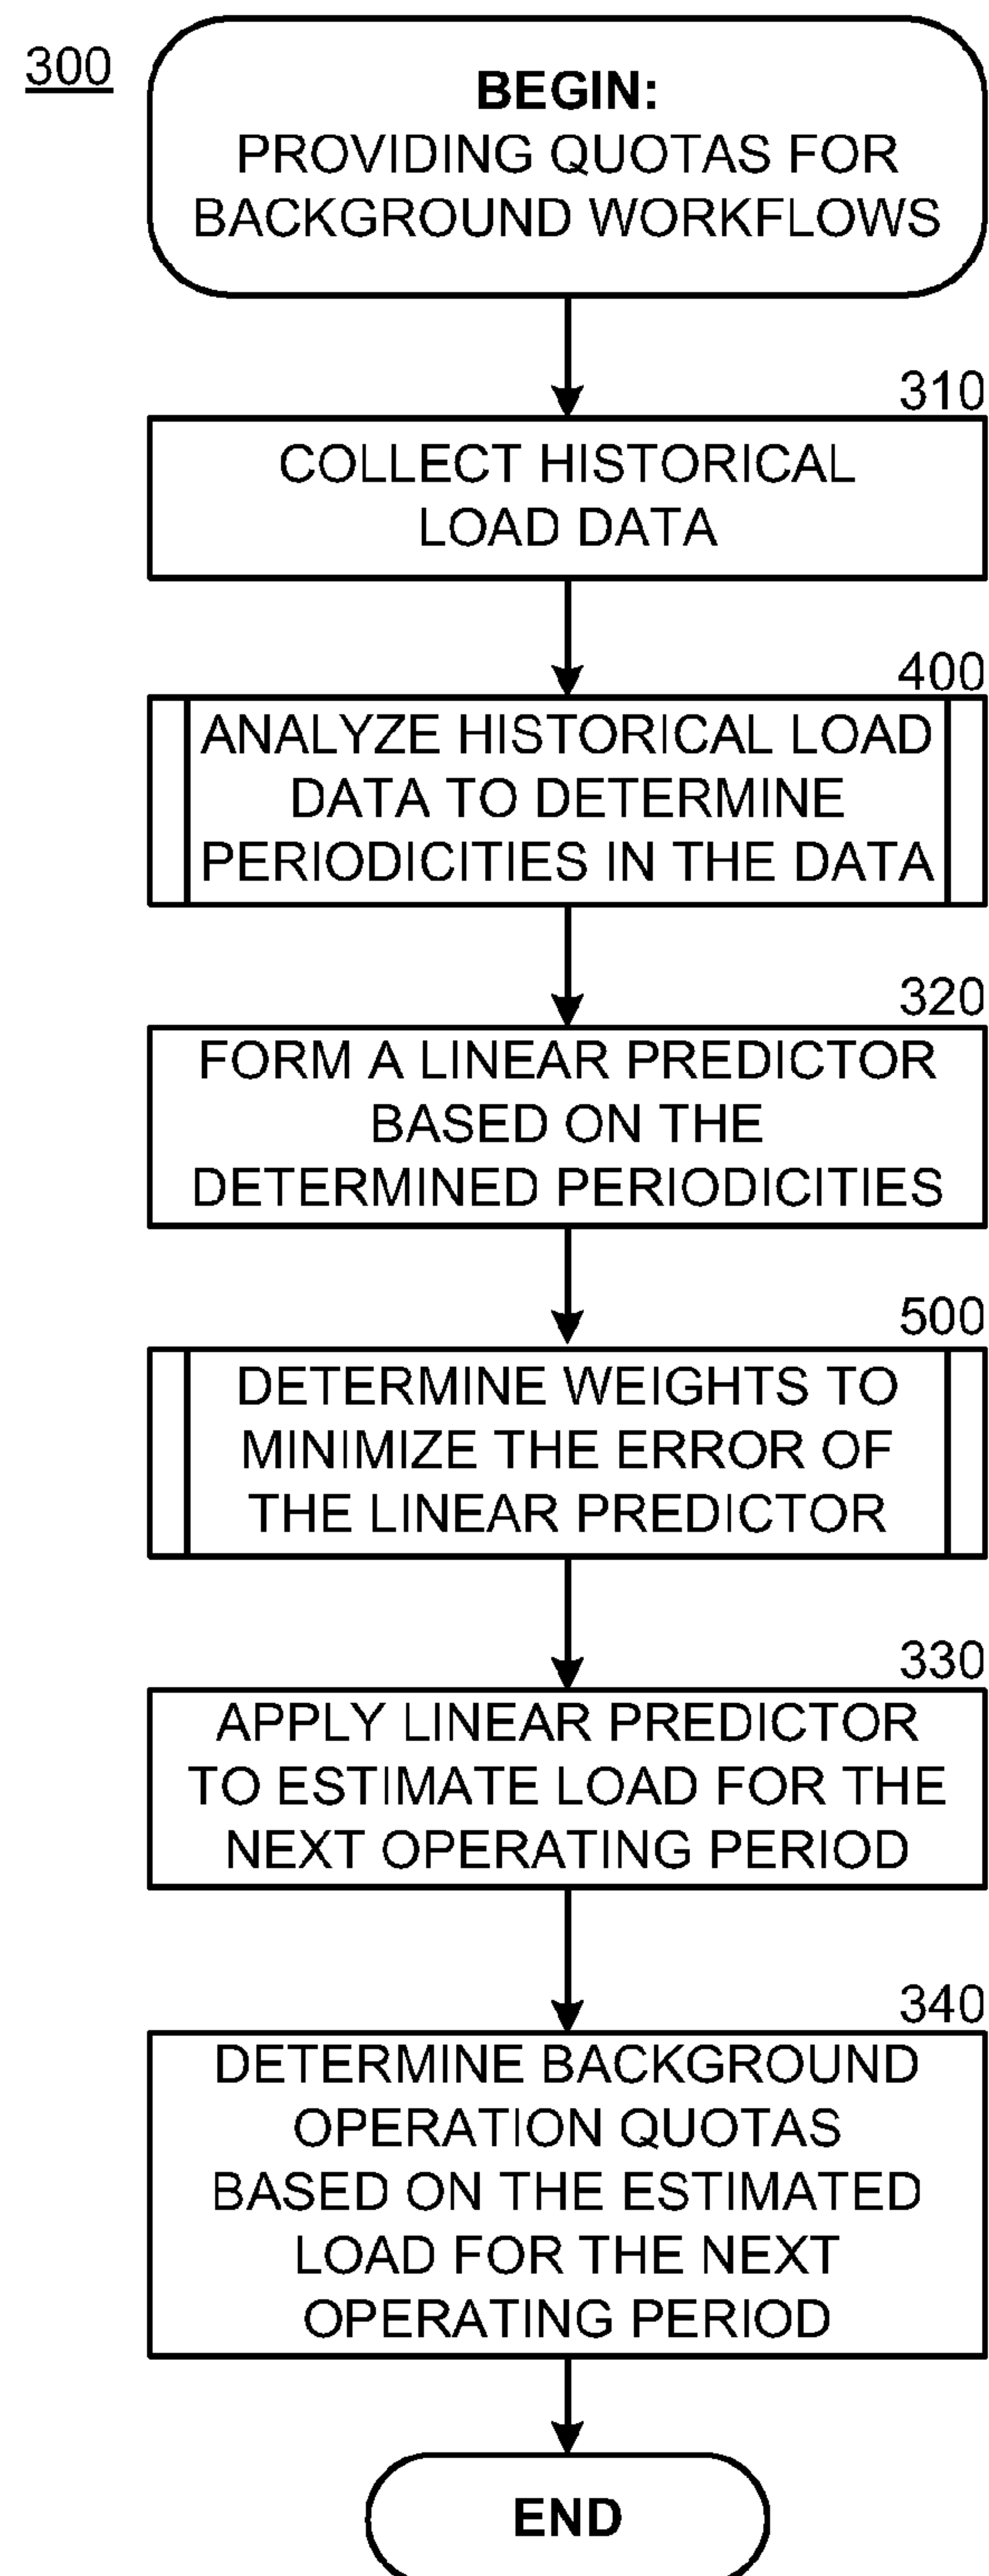 300
BEGIN:
PROVIDING QUOTAS FOR
BACKGROUND WORKFLOWS
310
COLLECT HISTORICAL
LOAD DATA
400
ANALYZE HISTORICAL LOAD
DATA TO DETERMINE
PERIODICITIES IN THE DATA
320
FORM A LINEAR PREDICTOR
BASED ON THE
DETERMINED PERIODICITIES
500
DETERMINE WEIGHTS TO
MINIMIZE THE ERROR OF
THE LINEAR PREDICTOR
330
APPLY LINEAR PREDICTOR
TO ESTIMATE LOAD FOR THE
NEXT OPERATING PERIOD
340
DETERMINE BACKGROUND
OPERATION QUOTAS
BASED ON THE ESTIMATED
LOAD FOR THE NEXT
OPERATING PERIOD
END